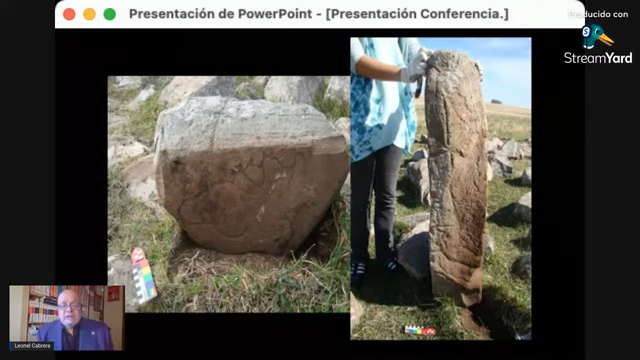 Presentación de PowerPoint - [Presentación Conferencia.]
Producido con
StreamYard
Leonel Cabrera